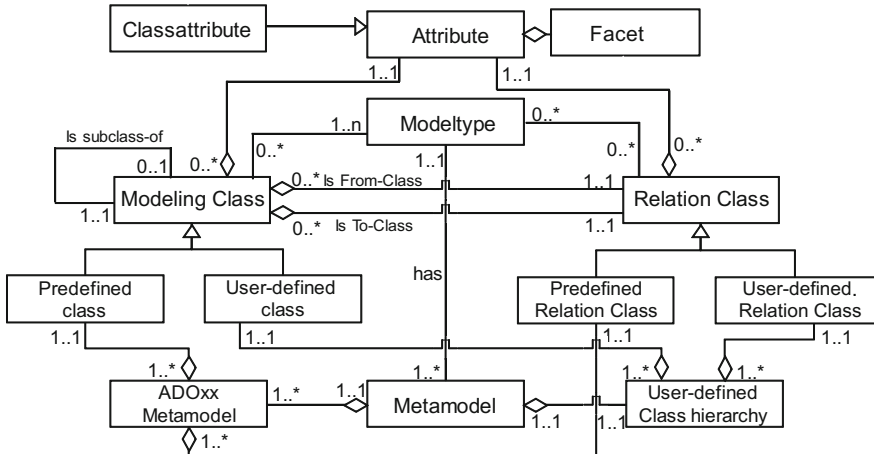 Classattribute
Attribute
Facet
1..1
1..1
Modeltype
1..n
0..*
Is subclass-of
0..1
0..*
0..*
1..1
0..*
0..*
Modeling Class
1..1
0..* Is From-Class
1..1
0..*
Is To-Class
1..1
Relation Class
has
Predefined
class
User-defined
class
Predefined
Relation Class
User-defined.
Relation Class
1..1
1..1
1..1
1..1
1..*
1..*
1..*
1..*
ADOxx
Metamodel
1..*
1..1
Metamodel
1..1
User-defined
Class hierarchy
1..1
1..*